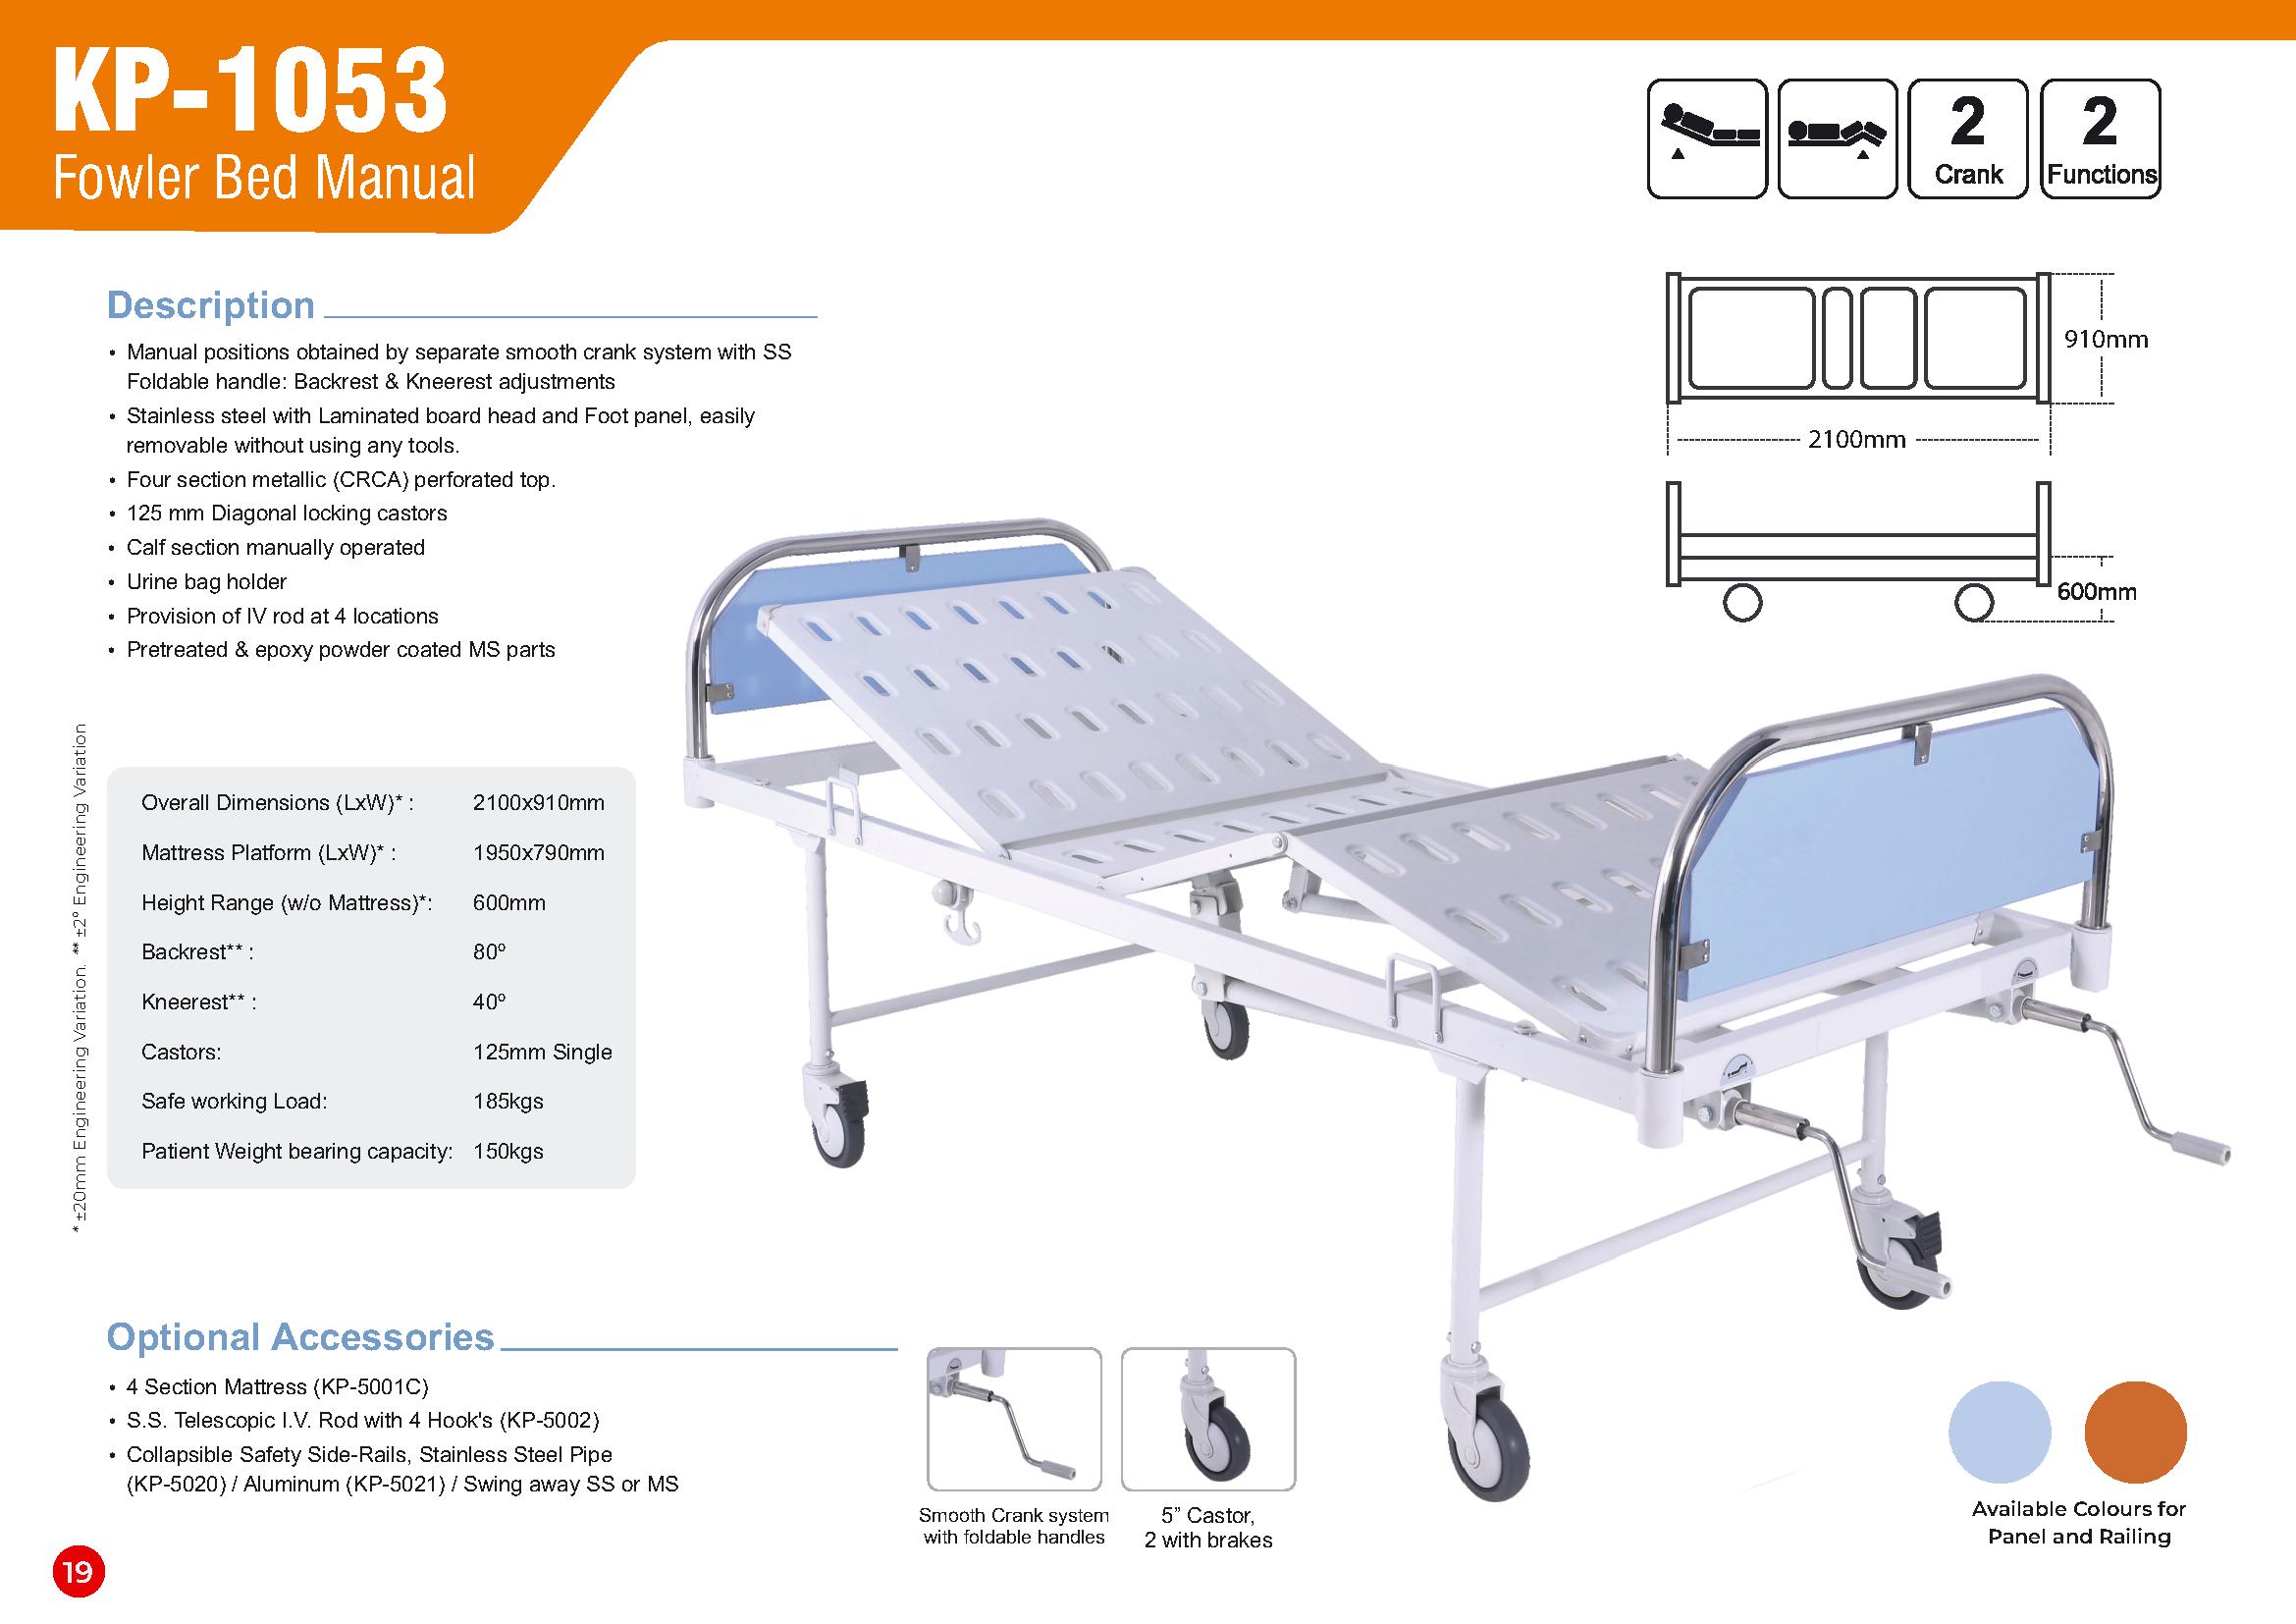 KP-1053
Fowler Bed Manual
2
Crank
2
Functions
Description
• Manual positions obtained by separate smooth crank system with SS
Foldable handle: Backrest & Kneerest adjustments
• Stainless steel with Laminated board head and Foot panel, easily
removable without using any tools.
• Four section metallic (CRCA) perforated top.
• 125 mm Diagonal locking castors
• Calf section manually operated
• Urine bag holder
• Provision of IV rod at 4 locations
• Pretreated & epoxy powder coated MS parts
910mm
2100mm
600mm
Overall Dimensions (LxW)* : 2100x910mm
Mattress Platform (LxW)* : 1950x790mm
Height Range (w/o Mattress)*: 600mm
Backrest** : 80º
Kneerest** : 40º
Castors: 125mm Single
Safe working Load: 185kgs
Patient Weight bearing capacity: 150kgs
* ±20mm Engineering Variation. ** ±2° Engineering Variation
Optional Accessories
• 4 Section Mattress (KP-5001C)
• S.S. Telescopic I.V. Rod with 4 Hook's (KP-5002)
• Collapsible Safety Side-Rails, Stainless Steel Pipe
(KP-5020) / Aluminum (KP-5021) / Swing away SS or MS
Smooth Crank system
with foldable handles
5” Castor,
2 with brakes
Available Colours for
Panel and Railing
19